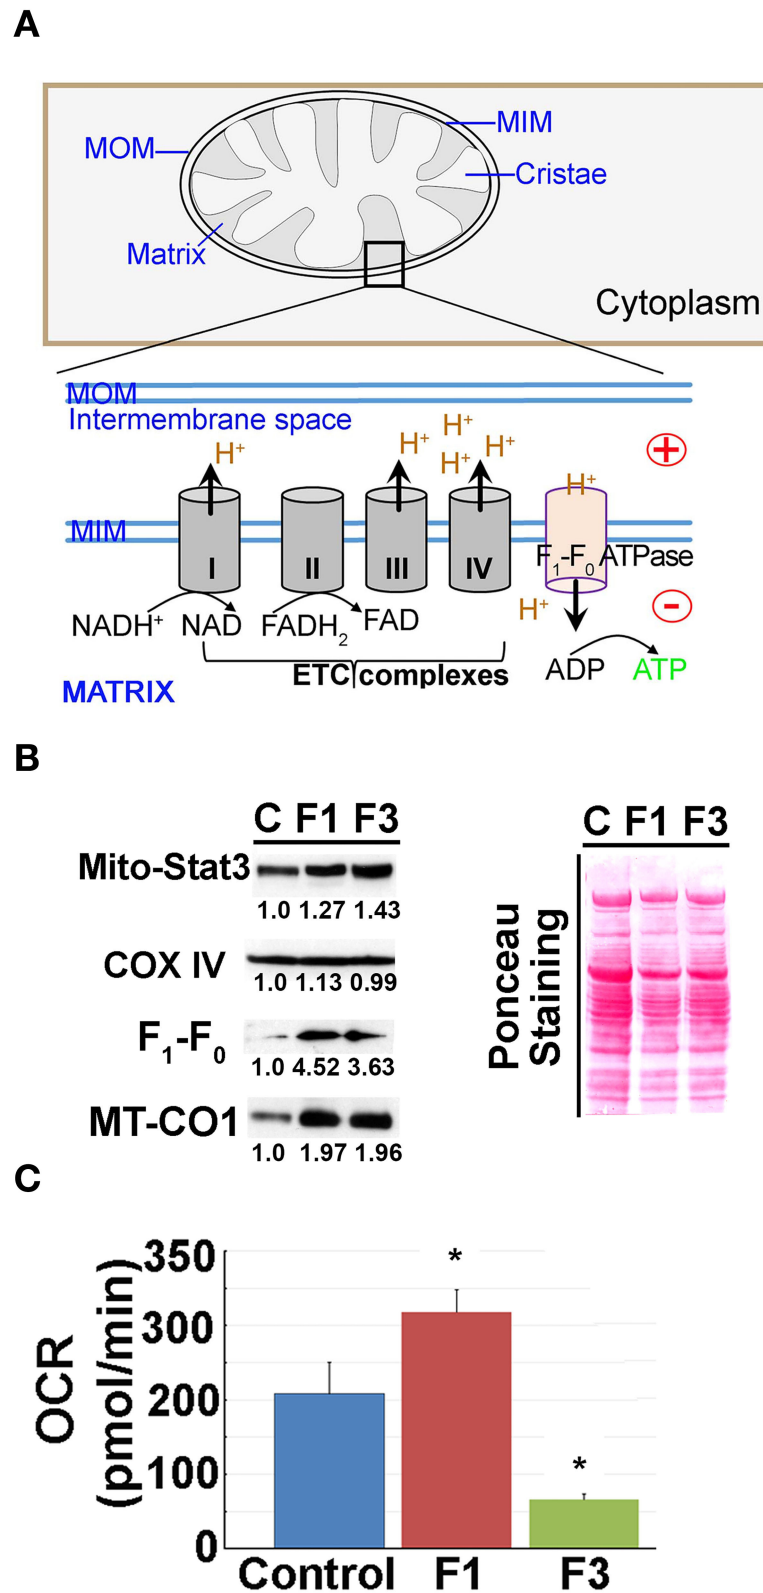 A
MOM
MIM
Cristae
Matrix
Cytoplasm
MOM
Intermembrane space
H⁺
H⁺
H⁺
H⁺
H⁺
+
H⁺
MIM
I
II
III
IV
F₁-F₀ ATPase
H⁺
-
NADH⁺ NAD FADH₂ FAD
ETC complexes
ADP ATP
MATRIX
B
C F1 F3
Mito-Stat3
1.0 1.27 1.43
COX IV
1.0 1.13 0.99
F₁-F₀
1.0 4.52 3.63
MT-CO1
1.0 1.97 1.96
C F1 F3
Ponceau
Staining
C
OCR
(pmol/min)
350
300
200
100
0
*
*
Control F1 F3